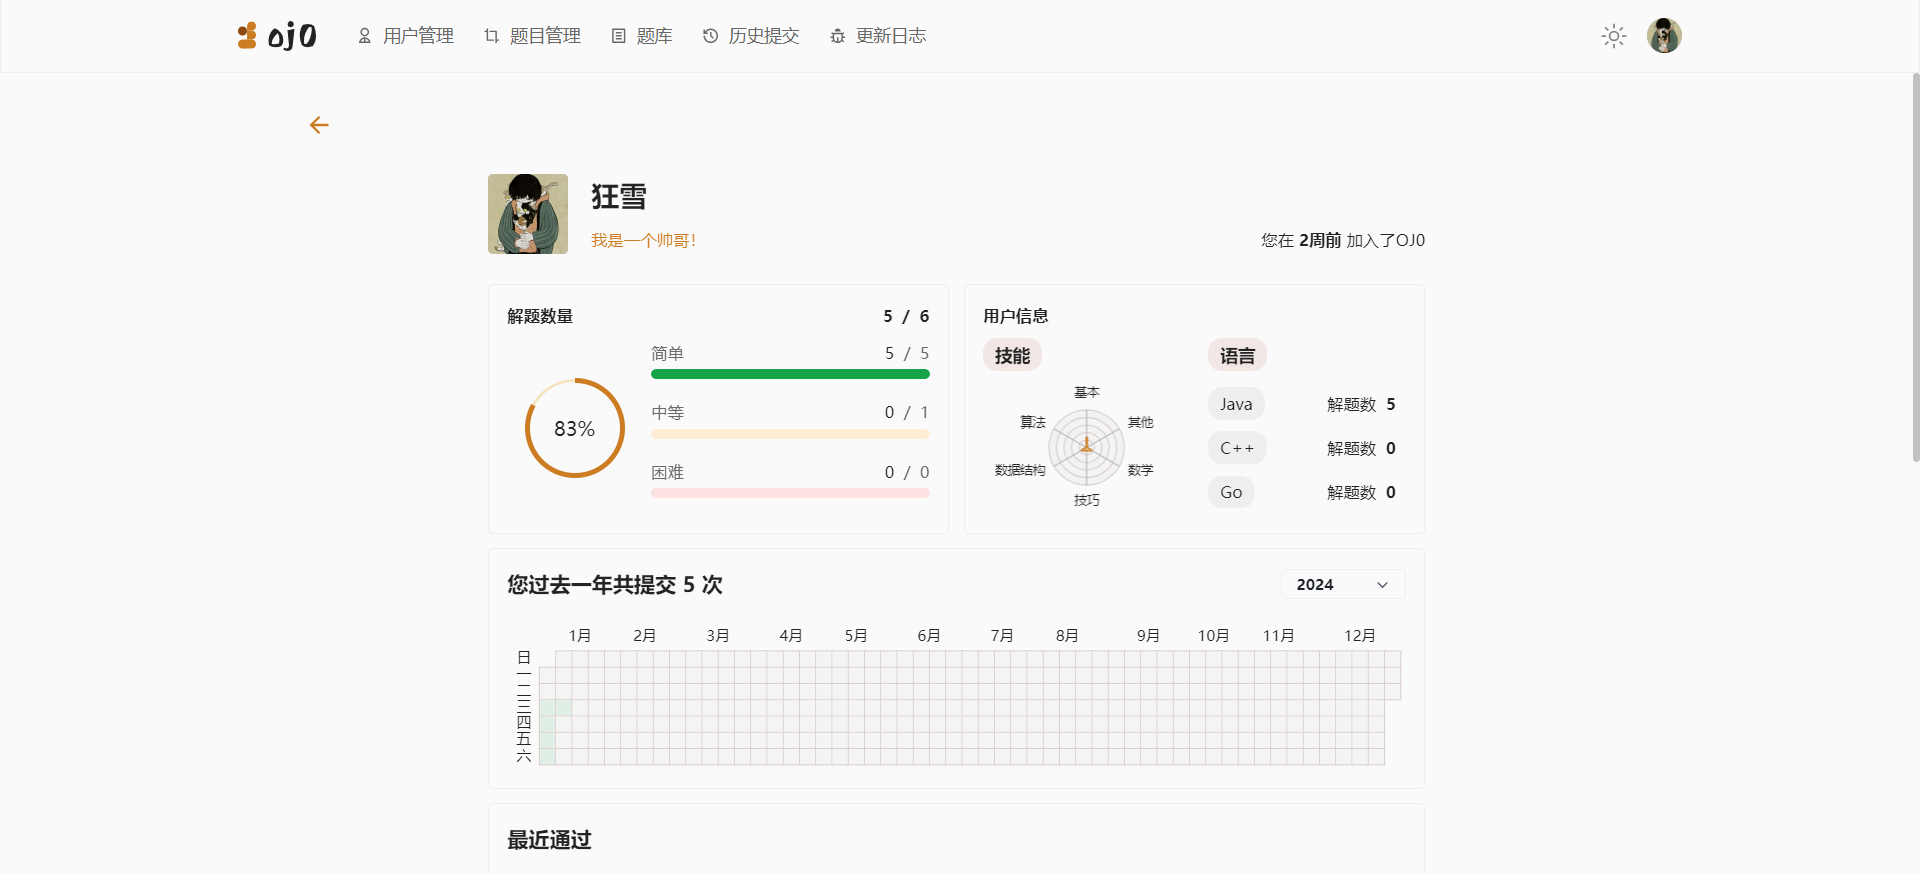 oj0 用户管理 题目管理 题库 历史提交 更新日志
狂雪
我是一个帅哥!
您在 2周前 加入了OJ0
解题数量 5 / 6
简单 5 / 5
83%
中等 0 / 1
困难 0 / 0
用户信息
技能
基本
算法 其他
数据结构 数学
技巧
语言
Java 解题数 5
C++ 解题数 0
Go 解题数 0
您过去一年共提交 5 次 2024
1月 2月 3月 4月 5月 6月 7月 8月 9月 10月 11月 12月
日
一
二
三
四
五
六
最近通过